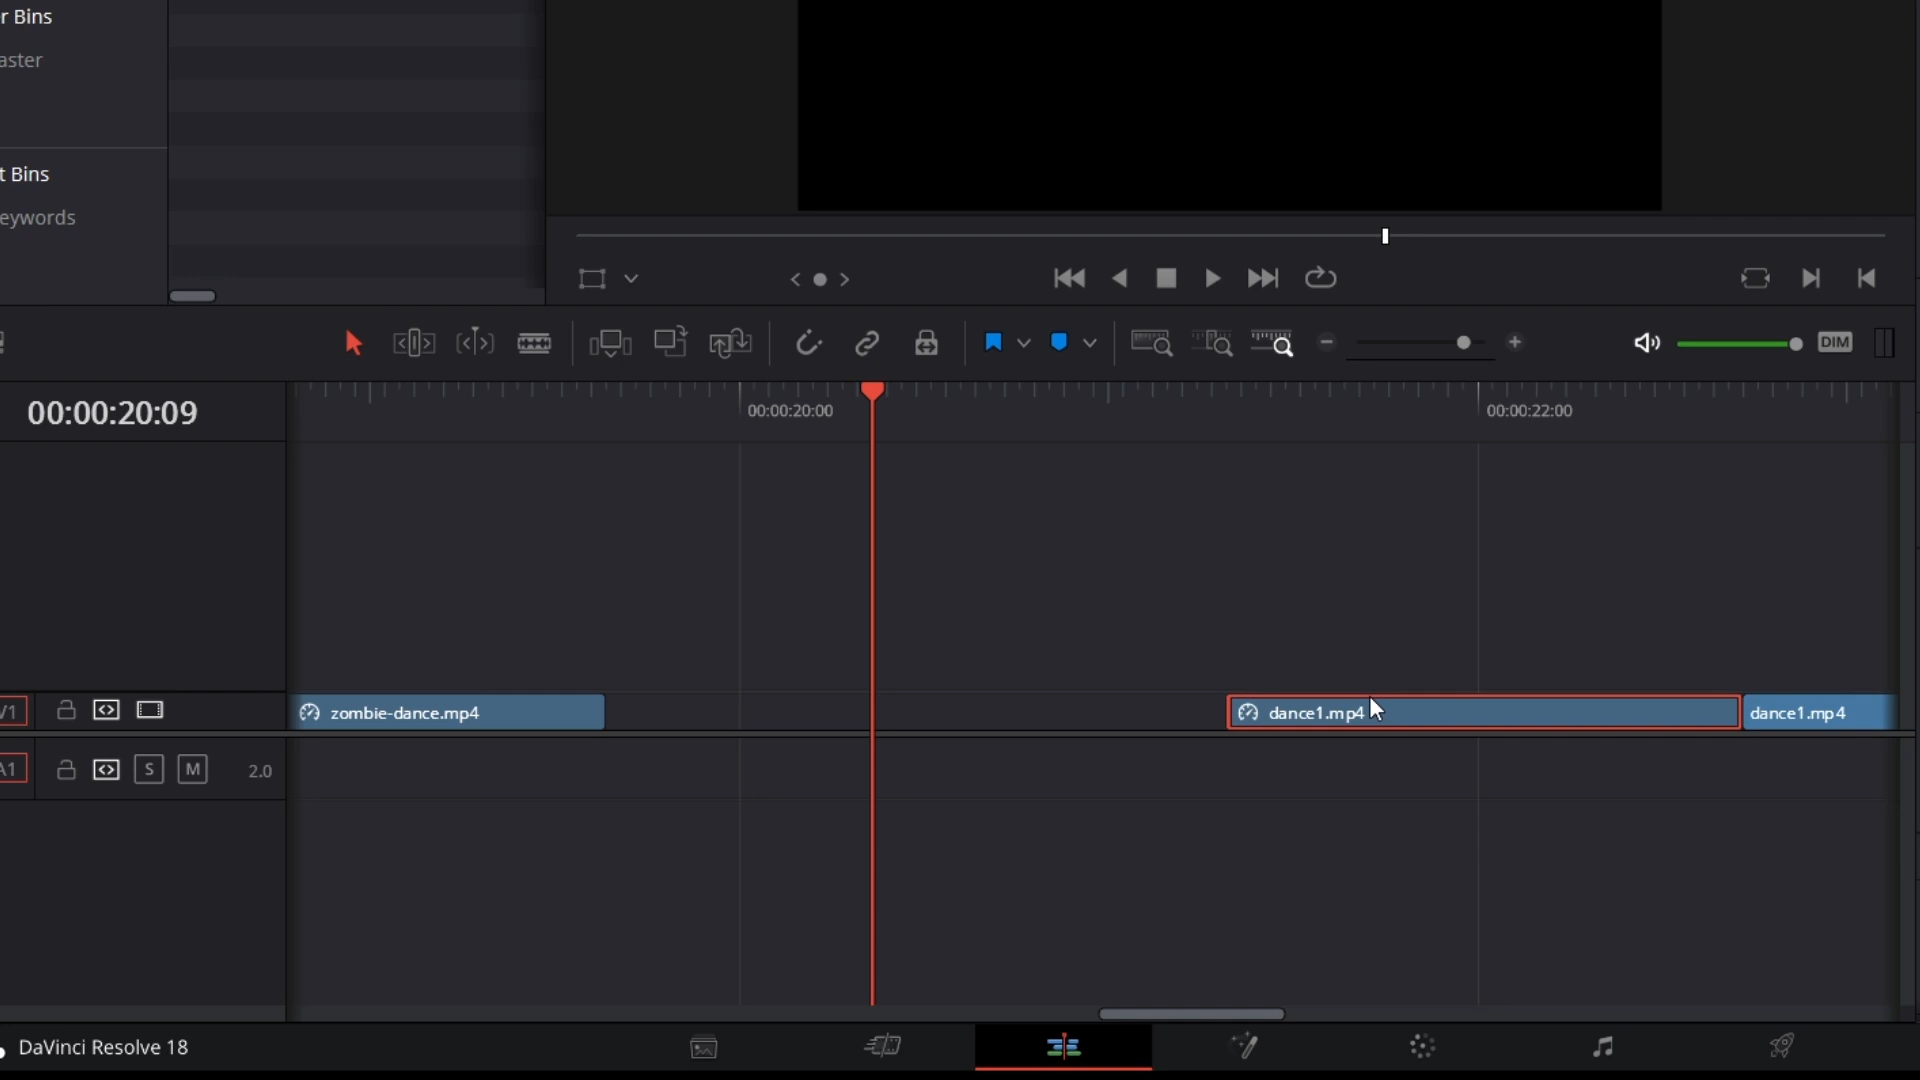 r Bins
aster
t Bins
eywords
DIM
00:00:20:09
00:00:20:00
00:00:22:00
V1
zombie-dance.mp4
dance1.mp4
dance1.mp4
A1
S
M
2.0
DaVinci Resolve 18